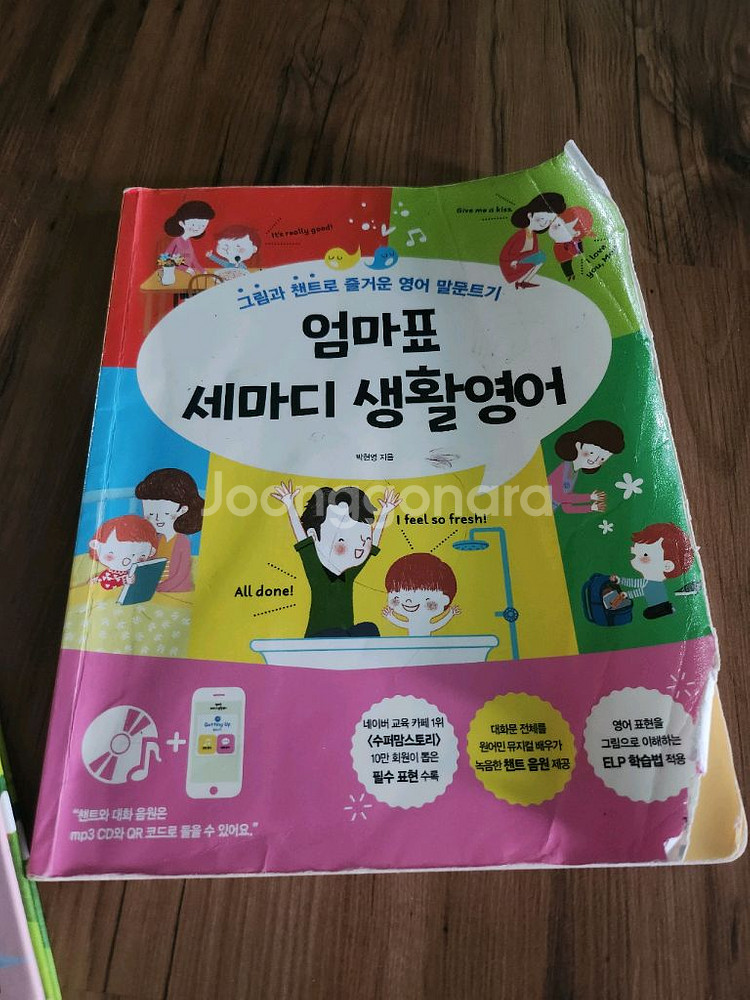 It's really good!
Give me a kiss
I love
you,
그림과 챈트로 즐거운 영어 말문트기
엄마표
세마디 생활영어
박현영 지음
Joonggonara
I feel so fresh!
All done!
Getting Up
네이버 교육 카페 1위
<수퍼맘스토리>
10만 회원이 뽑은
필수 표현 수록
대화문 전체를
원어민 뮤지컬 배우가
녹음한 챈트 음원 제공
영어 표현을
그림으로 이해하는
ELP 학습법 적용
"챈트와 대화 음원은
mp3 CD와 QR 코드로 들을 수 있어요."